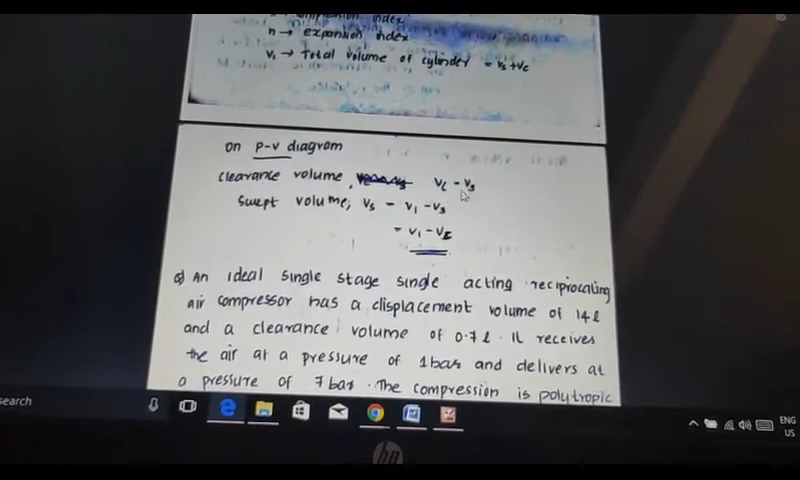 index
n → expansion index
V₁ → Total volume of cylinder = Vs + Vc
on P-V diagram
clearance volume, Vc - V3
swept volume, Vs - V1 - V3
= V1 - Vc
Q) An ideal single stage single acting reciprocating
air compressor has a displacement volume of 14 l
and a clearance volume of 0.7 l. It receives
the air at a pressure of 1 bar and delivers at
a pressure of 7 bar. The compression is polytropic
search
ENG
US
hp